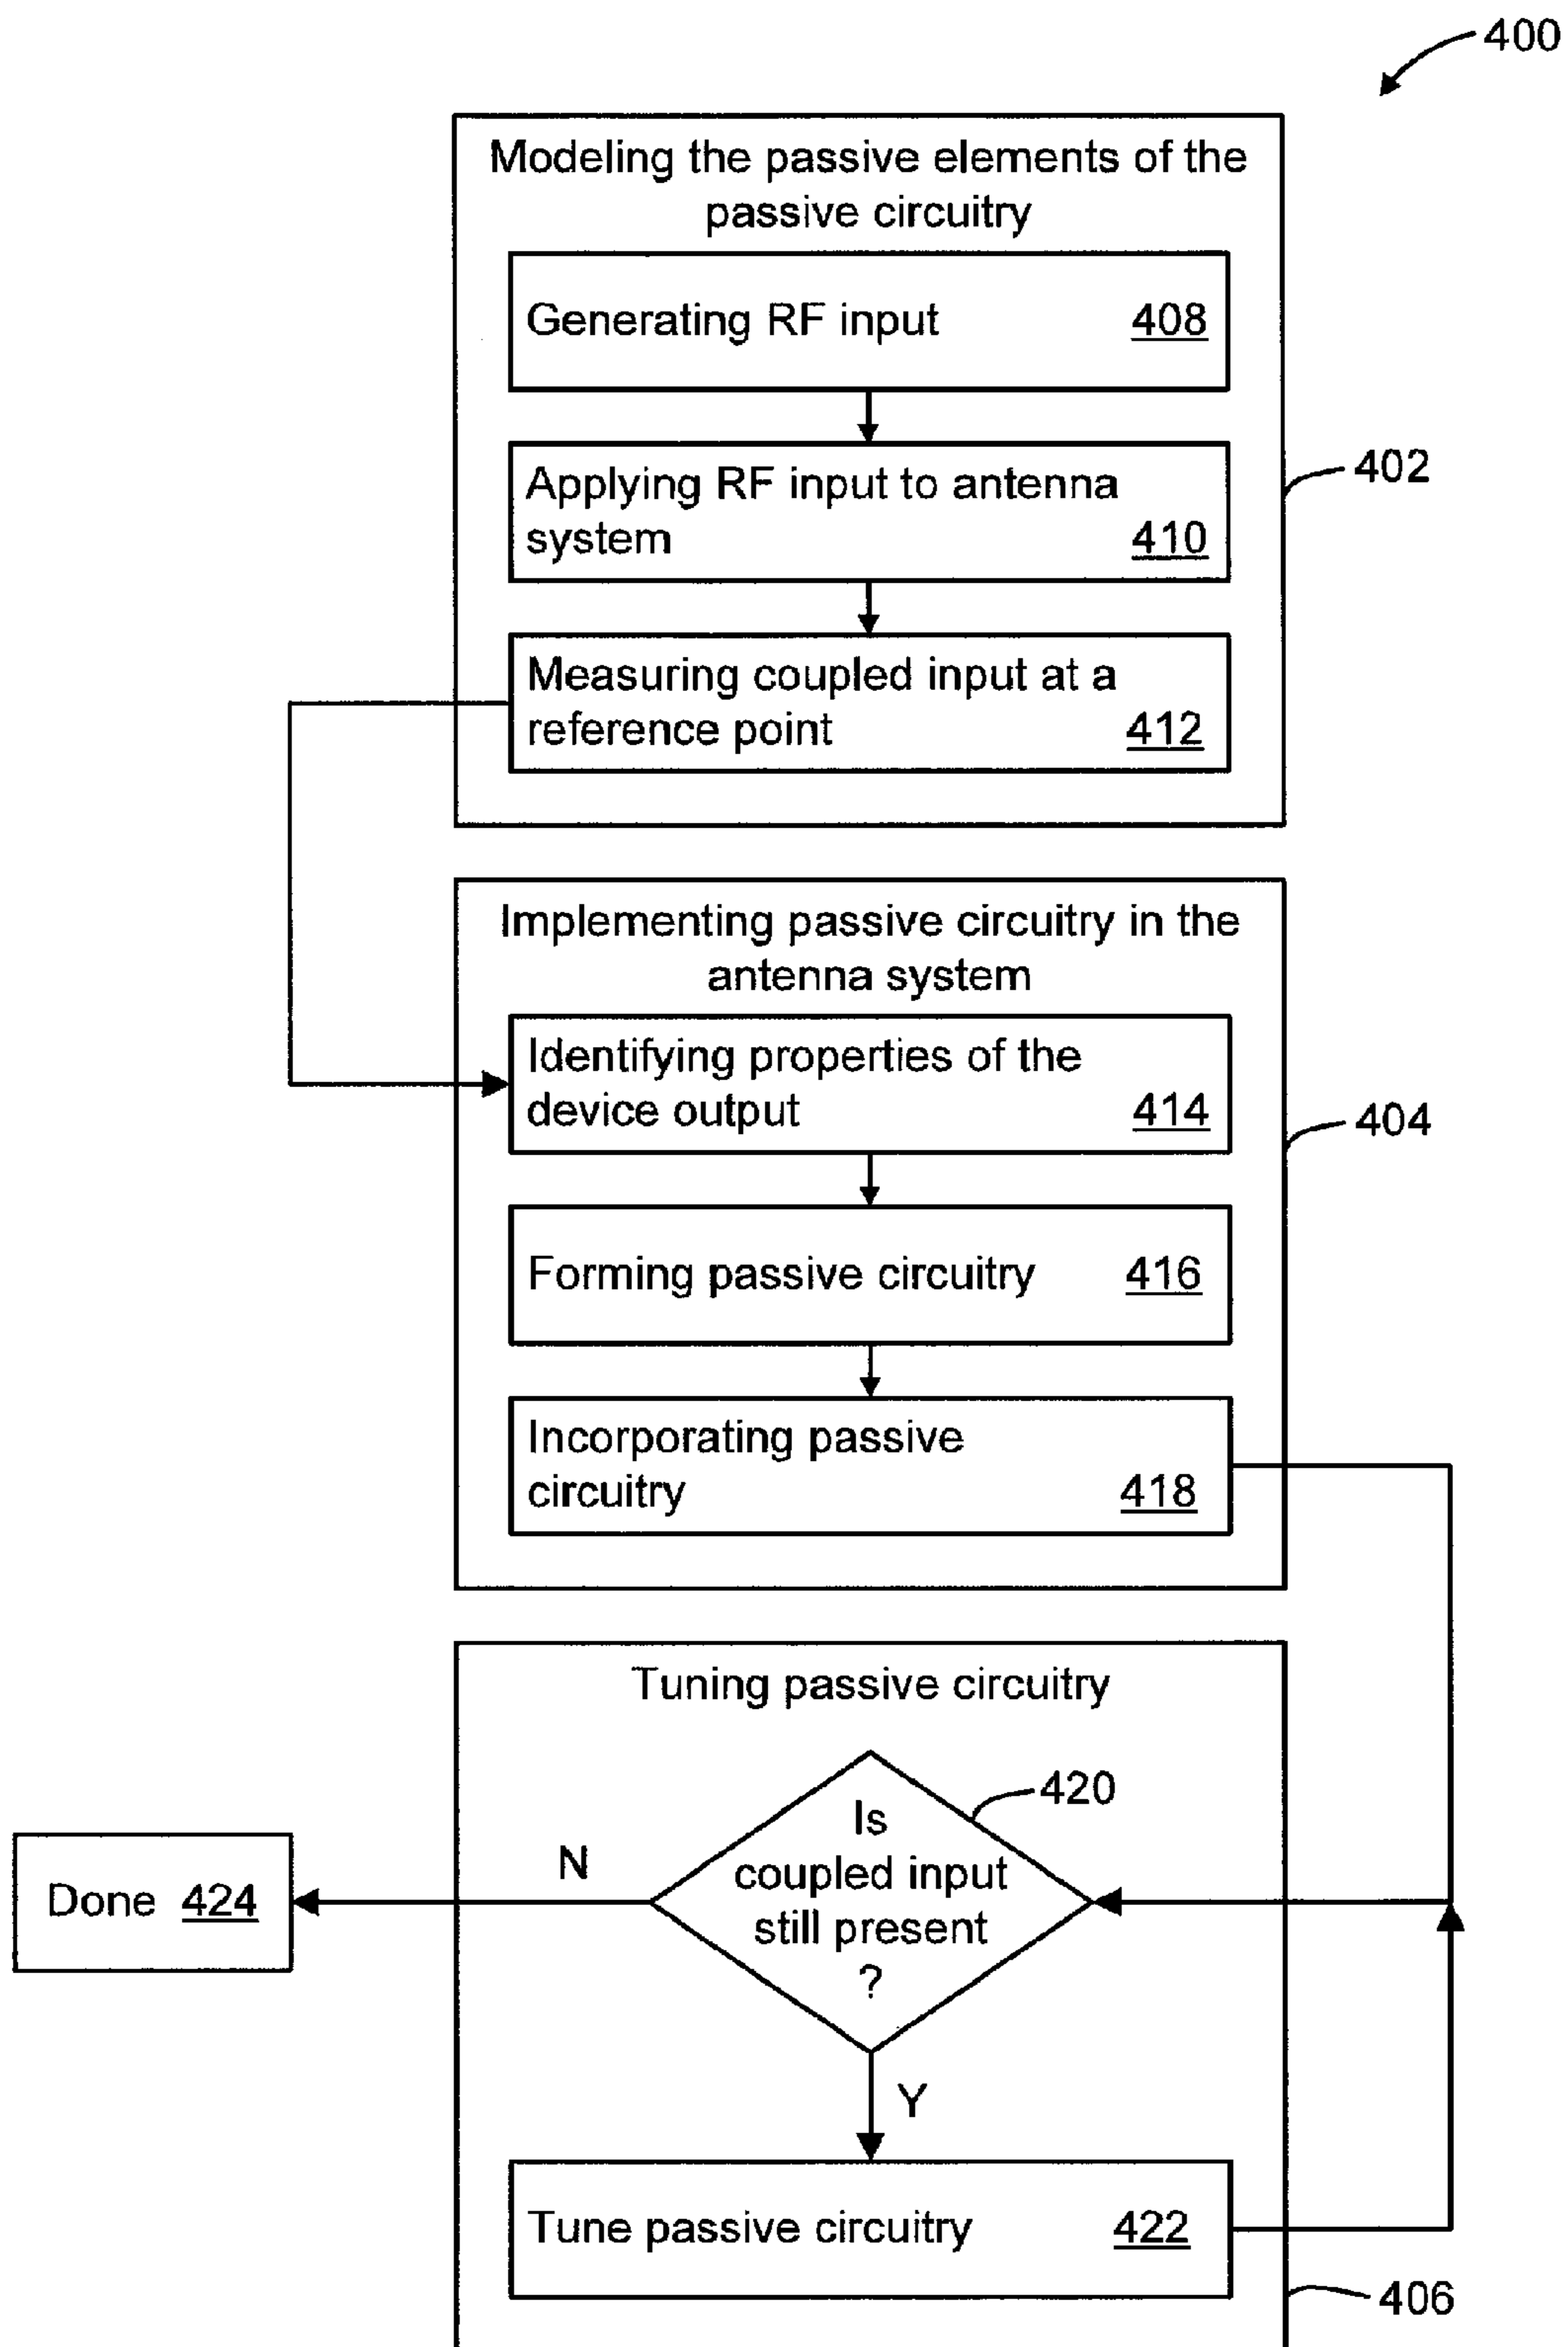 400
Modeling the passive elements of the
passive circuitry
Generating RF input 408
Applying RF input to antenna
system 410
402
Measuring coupled input at a
reference point 412
Implementing passive circuitry in the
antenna system
Identifying properties of the
device output 414
404
Forming passive circuitry 416
Incorporating passive
circuitry 418
Tuning passive circuitry
420
Is
coupled input
still present
?
N
Done 424
Y
Tune passive circuitry 422
406